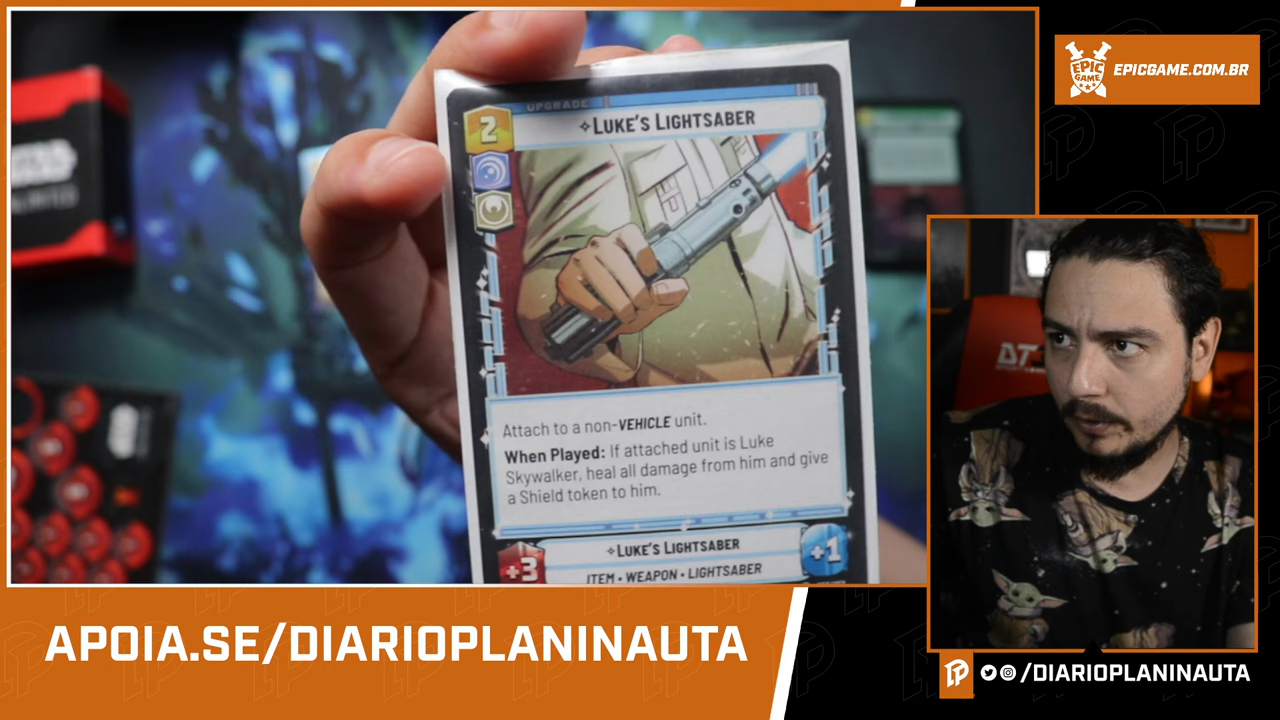 EPIC
GAME
EPICGAME.COM.BR
UPGRADE
2
LUKE'S LIGHTSABER
Attach to a non-VEHICLE unit.
When Played: If attached unit is Luke
Skywalker, heal all damage from him and give
a Shield token to him.
+3
LUKE'S LIGHTSABER
+1
ITEM • WEAPON • LIGHTSABER
APOIA.SE/DIARIOPLANINAUTA
/DIARIOPLANINAUTA